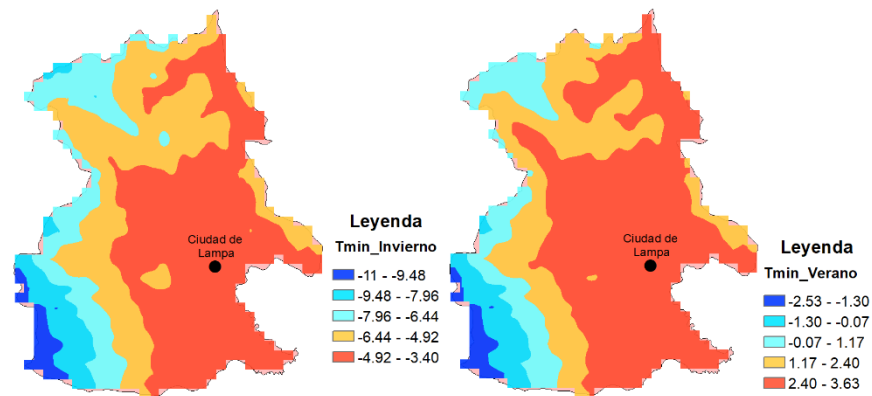 Ciudad de
Lampa
Leyenda
Tmin_Invierno
-11 - -9.48
-9.48 - -7.96
-7.96 - -6.44
-6.44 - -4.92
-4.92 - -3.40
Ciudad de
Lampa
Leyenda
Tmin_Verano
-2.53 - -1.30
-1.30 - -0.07
-0.07 - 1.17
1.17 - 2.40
2.40 - 3.63